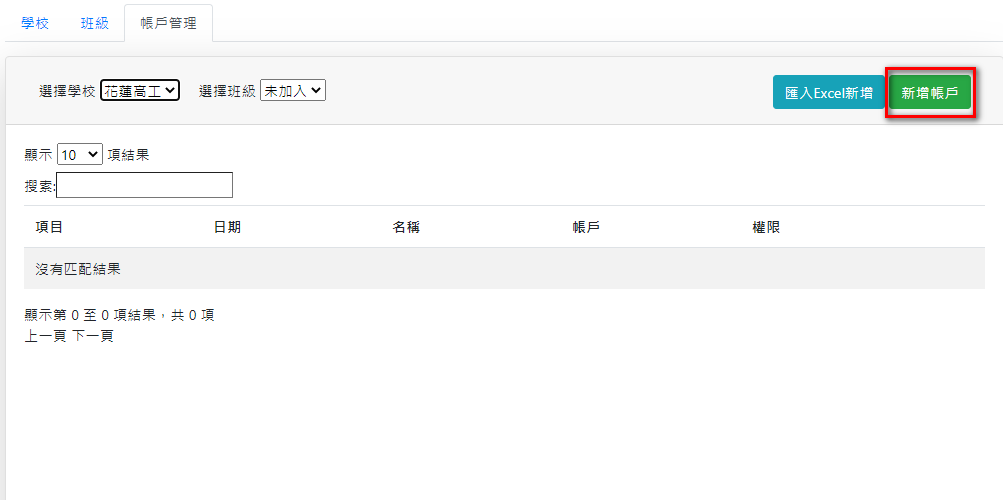 學校 班級 帳戶管理
選擇學校 花蓮高工 選擇班級 未加入 匯入Excel新增 新增帳戶
顯示 10 項結果
搜素:
項目 日期 名稱 帳戶 權限
沒有匹配結果
顯示第 0 至 0 項結果，共 0 項
上一頁 下一頁